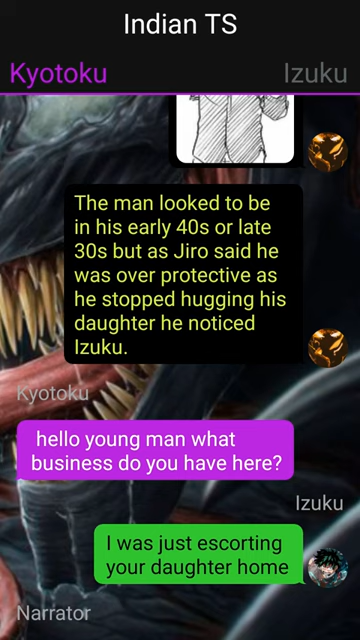 Indian TS
Kyotoku
Izuku
The man looked to be
in his early 40s or late
30s but as Jiro said he
was over protective as
he stopped hugging his
daughter he noticed
Izuku.
Kyotoku
hello young man what
business do you have here?
Izuku
I was just escorting
your daughter home
Narrator